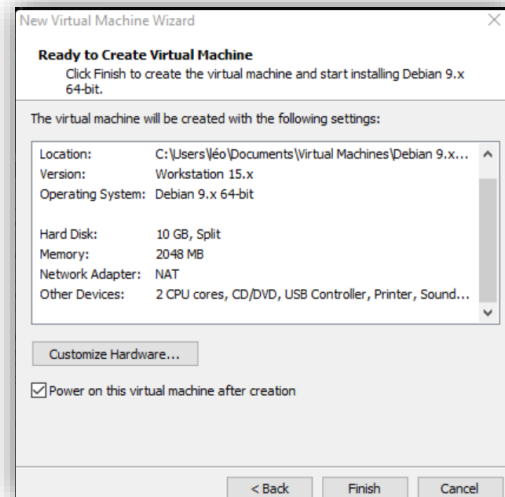 New Virtual Machine Wizard
Ready to Create Virtual Machine
Click Finish to create the virtual machine and start installing Debian 9.x
64-bit.
The virtual machine will be created with the following settings:
Location: C:\Users\léo\Documents\Virtual Machines\Debian 9.x...
Version: Workstation 15.x
Operating System: Debian 9.x 64-bit
Hard Disk: 10 GB, Split
Memory: 2048 MB
Network Adapter: NAT
Other Devices: 2 CPU cores, CD/DVD, USB Controller, Printer, Sound...
Customize Hardware...
Power on this virtual machine after creation
< Back Finish Cancel